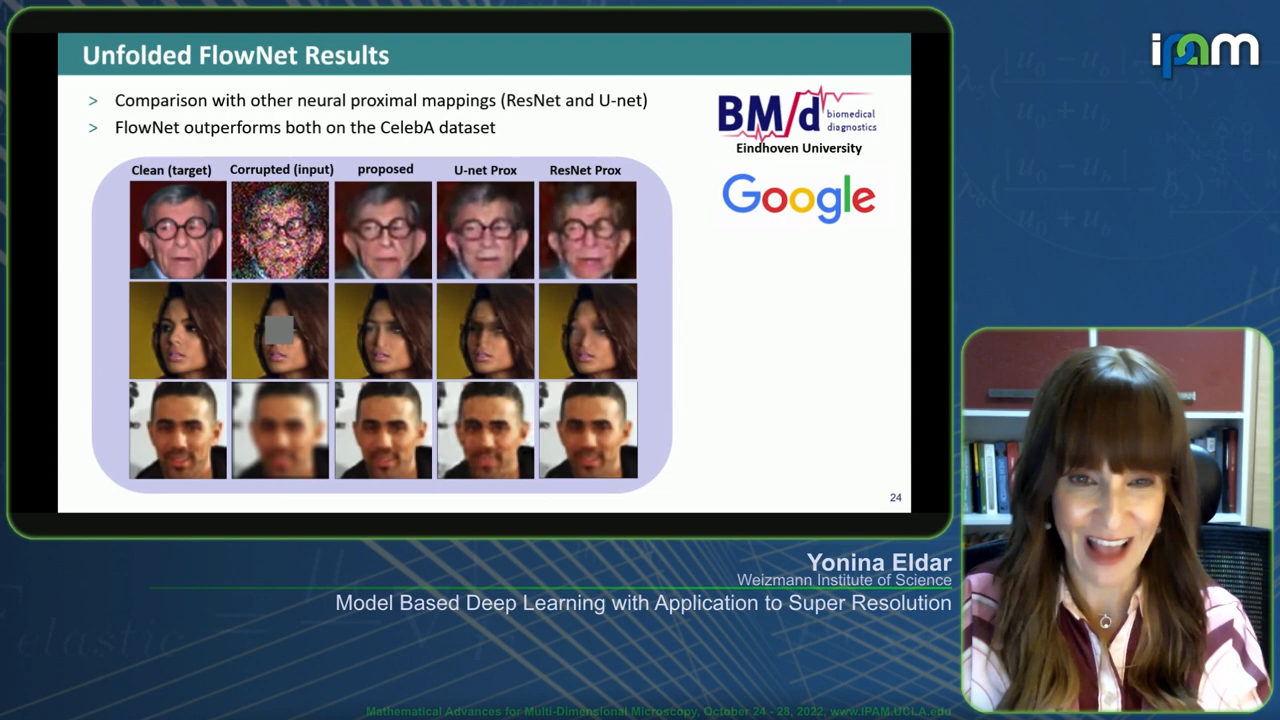 Unfolded FlowNet Results
> Comparison with other neural proximal mappings (ResNet and U-net)
> FlowNet outperforms both on the CelebA dataset
BM/d biomedical diagnostics
Eindhoven University
Google
Clean (target) Corrupted (input) proposed U-net Prox ResNet Prox
24
ipam
Yonina Eldar
Weizmann Institute of Science
Model Based Deep Learning with Application to Super Resolution
Mathematical Advances for Multi-Dimensional Microscopy, October 24 - 28, 2022, www.IPAM.UCLA.edu